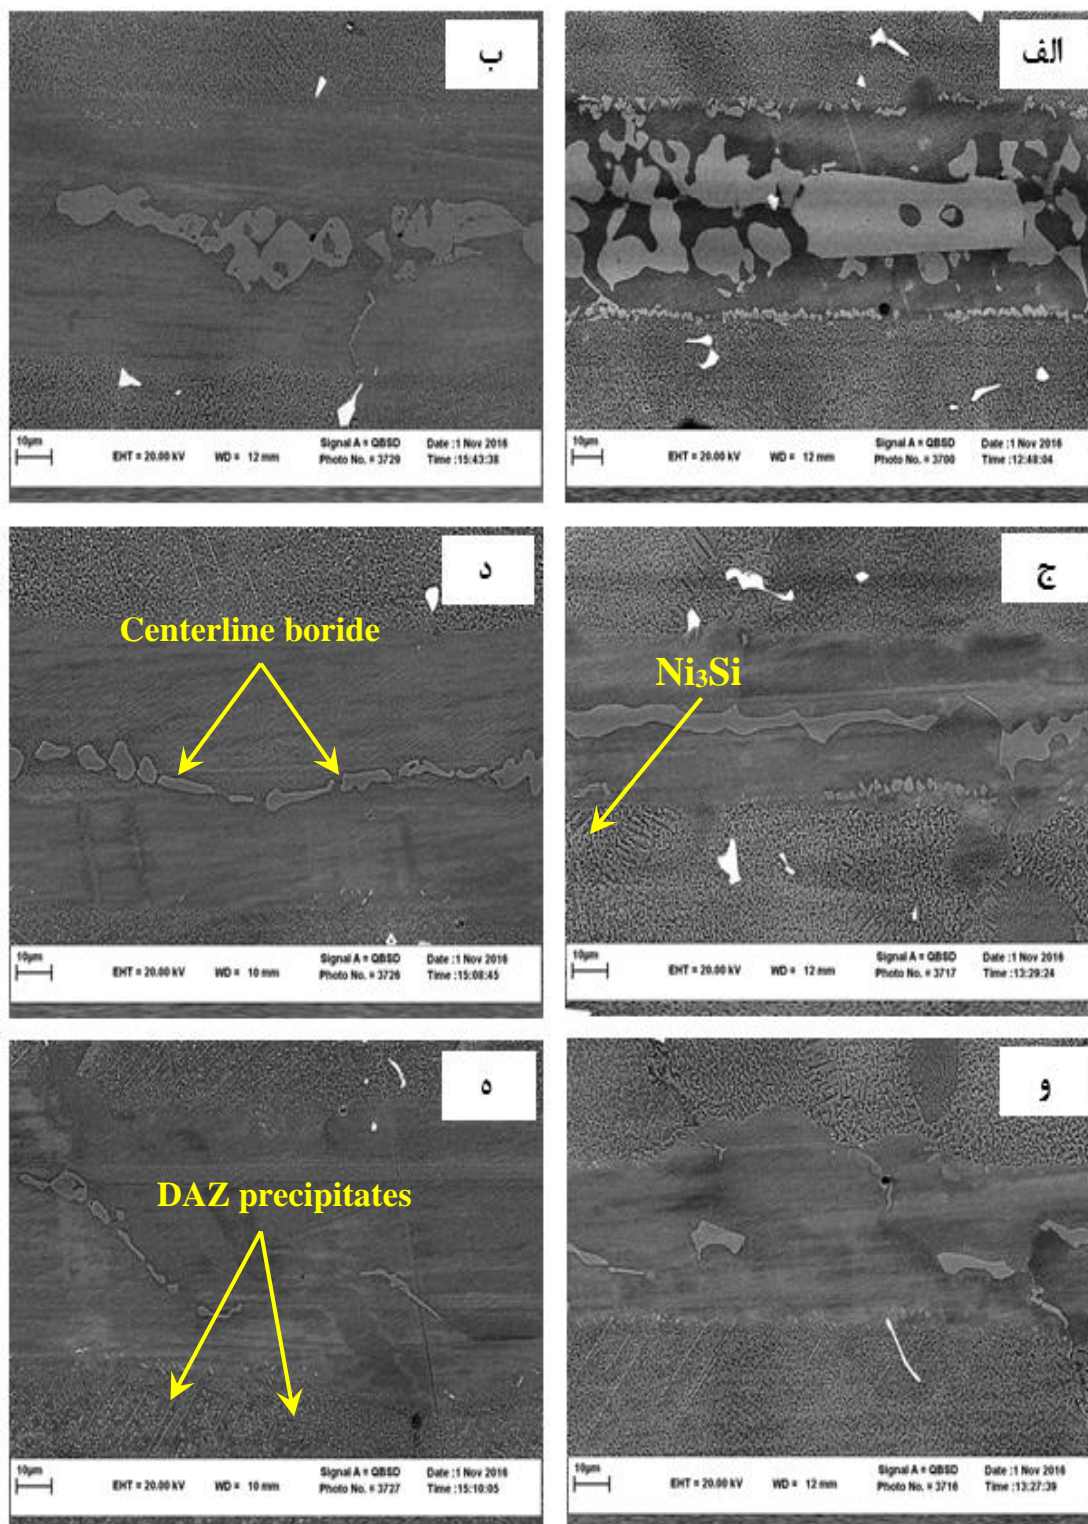 الف
10µm
EHT = 20.00 kV WD = 12 mm
Signal A = QBSD Date :1 Nov 2016
Photo No. = 3700 Time :12:48:04
ب
10µm
EHT = 20.00 kV WD = 12 mm
Signal A = QBSD Date :1 Nov 2016
Photo No. = 3729 Time :15:43:38
ج
Ni₃Si
10µm
EHT = 20.00 kV WD = 12 mm
Signal A = QBSD Date :1 Nov 2016
Photo No. = 3717 Time :13:29:24
د
Centerline boride
10µm
EHT = 20.00 kV WD = 10 mm
Signal A = QBSD Date :1 Nov 2016
Photo No. = 3726 Time :15:08:45
و
10µm
EHT = 20.00 kV WD = 12 mm
Signal A = QBSD Date :1 Nov 2016
Photo No. = 3716 Time :13:27:39
ه
DAZ precipitates
10µm
EHT = 20.00 kV WD = 10 mm
Signal A = QBSD Date :1 Nov 2016
Photo No. = 3727 Time :15:10:05